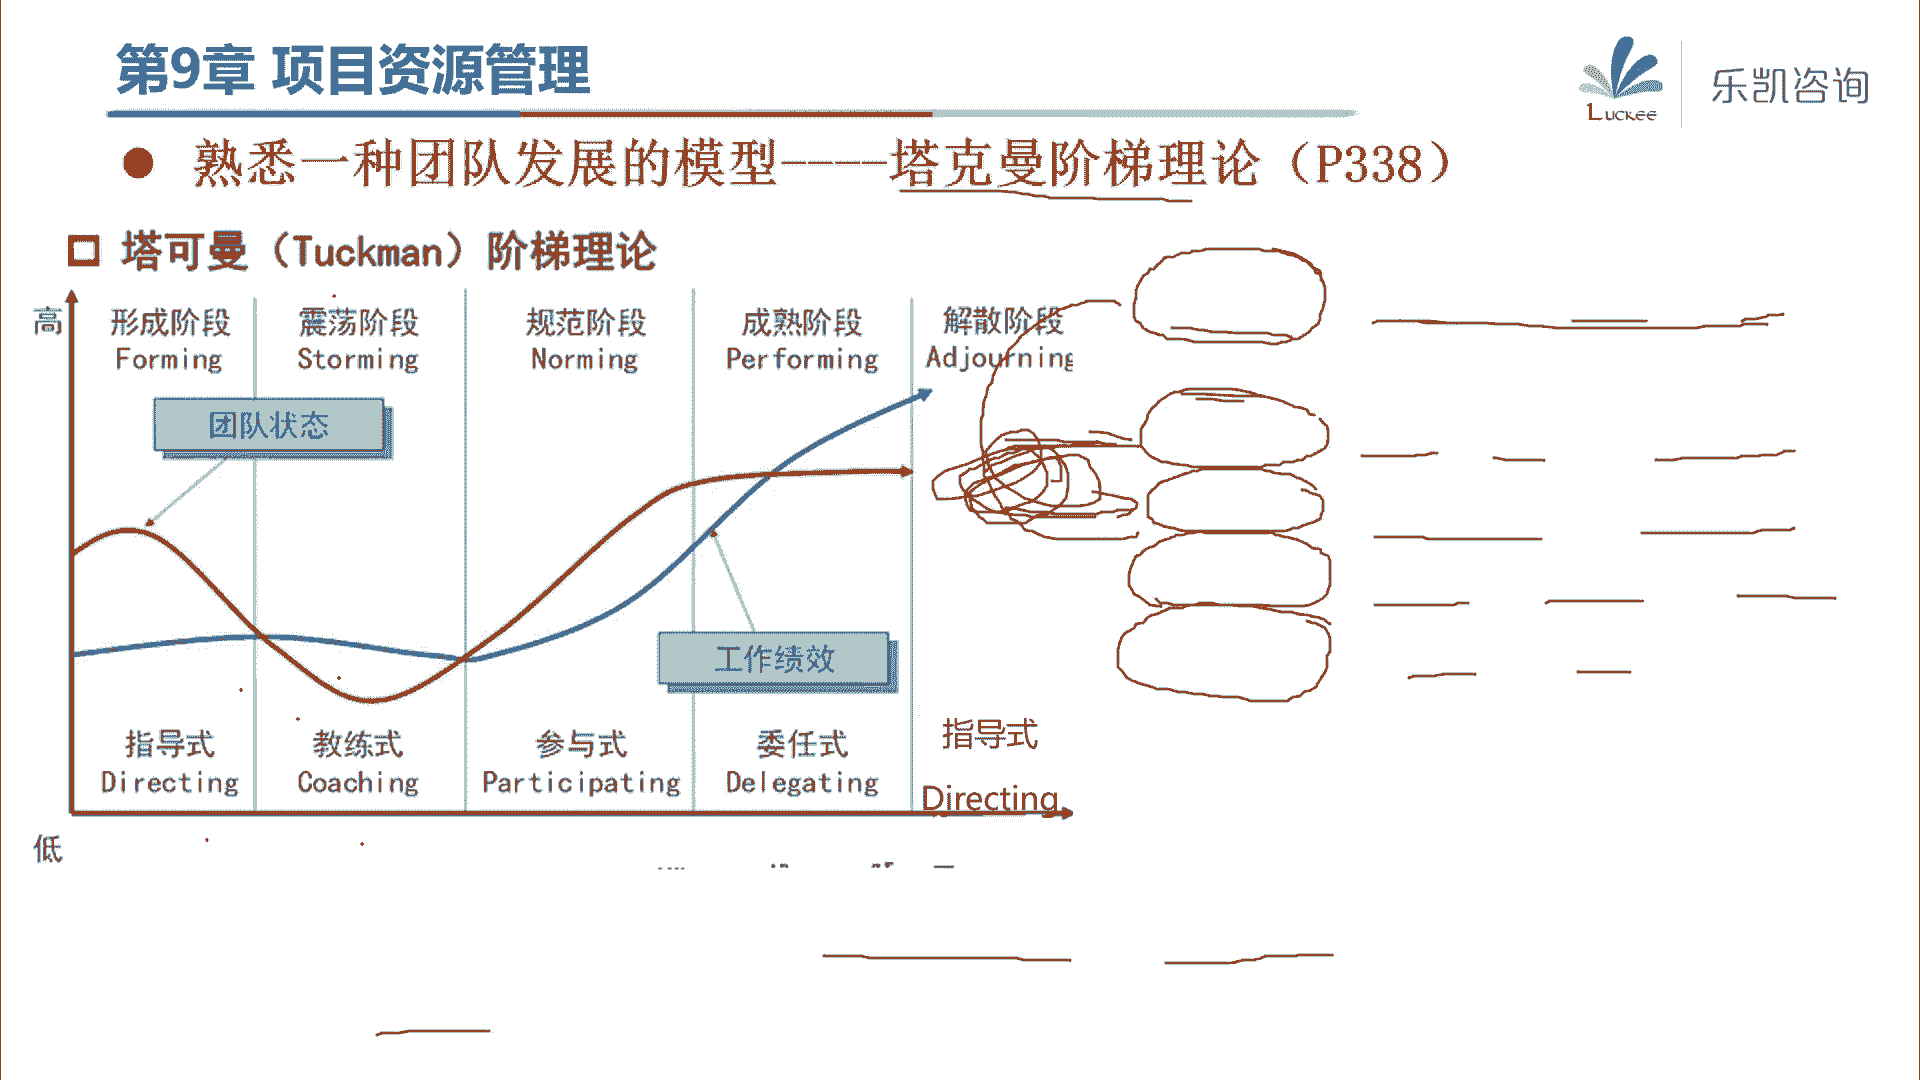 第9章 项目资源管理
LUCKEE
乐凯咨询
熟悉一种团队发展的模型----塔克曼阶梯理论（P338）
塔可曼（Tuckman）阶梯理论
高
形成阶段
Forming
震荡阶段
Storming
规范阶段
Norming
成熟阶段
Performing
解散阶段
Adjourning
团队状态
工作绩效
指导式
Directing
教练式
Coaching
参与式
Participating
委任式
Delegating
指导式
Directing
低